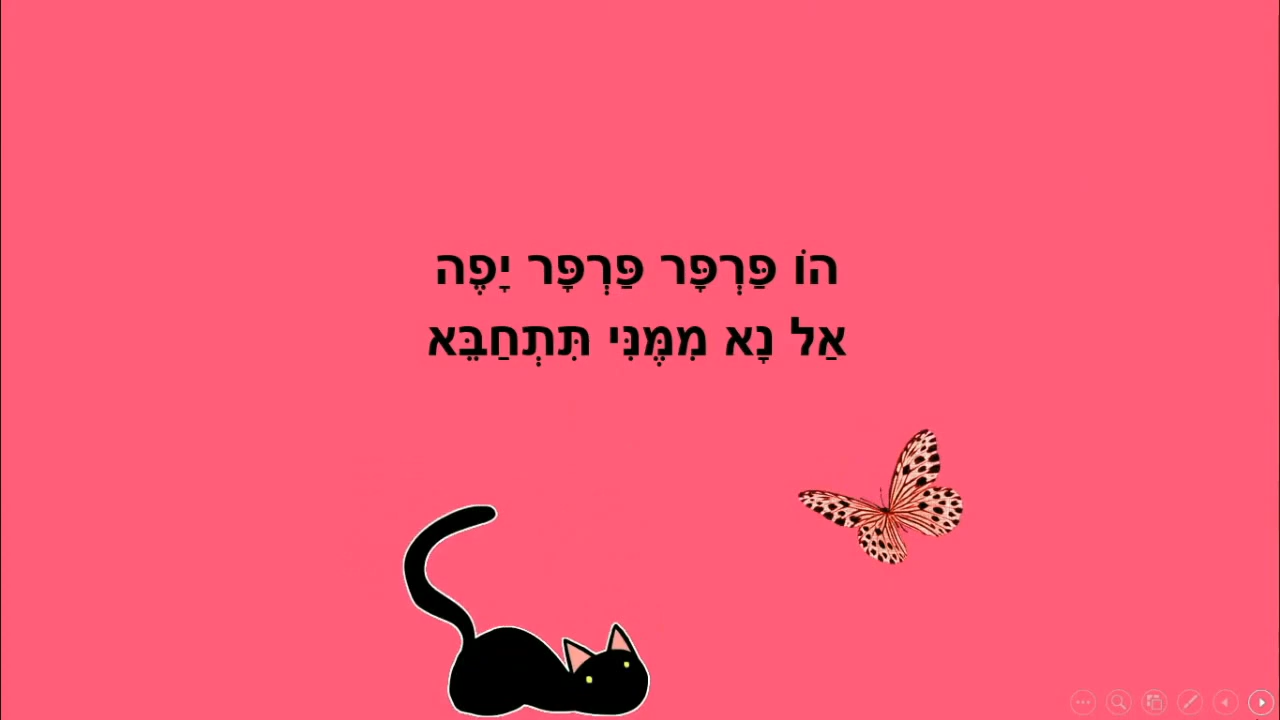 הוֹ פַּרְפָּר פַּרְפָּר יָפֶה
אַל נָא מִמֶּנִּי תִּתְחַבֵּא